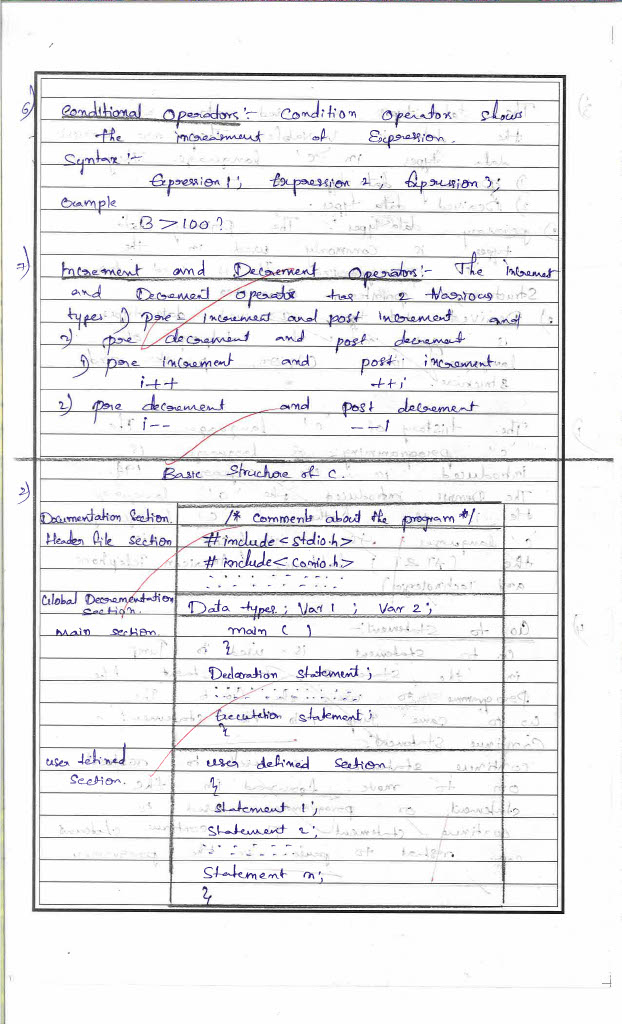 6) Conditional Operators :- Condition Operators shows
the increasment of Expression.
Syntax :-
Expression 1; Expression 2; Expression 3;
Example
B > 100 ?
7) Increment and Decrement Operators :- The Increment
and Decrement Operator has 2 Various
types 1) pre increment and post increment and
2) pre decrement and post decrement
1) pre increment and post increment
i++ ++i
2) pre decrement and post decrement
i-- --i
Basic Structure of C.
2)
Documentation Section. /* comments about the program */
Header file section # include < stdio.h>
# include < conio.h>
Global Decrementation Section. Data types ; Var 1 ; Var 2 ;
main section. main ( )
{
Declaration statement ;
Execution statement ;
}
user defined Section. user defined Section
{
Statement 1 ;
Statement 2 ;
Statement n ;
}